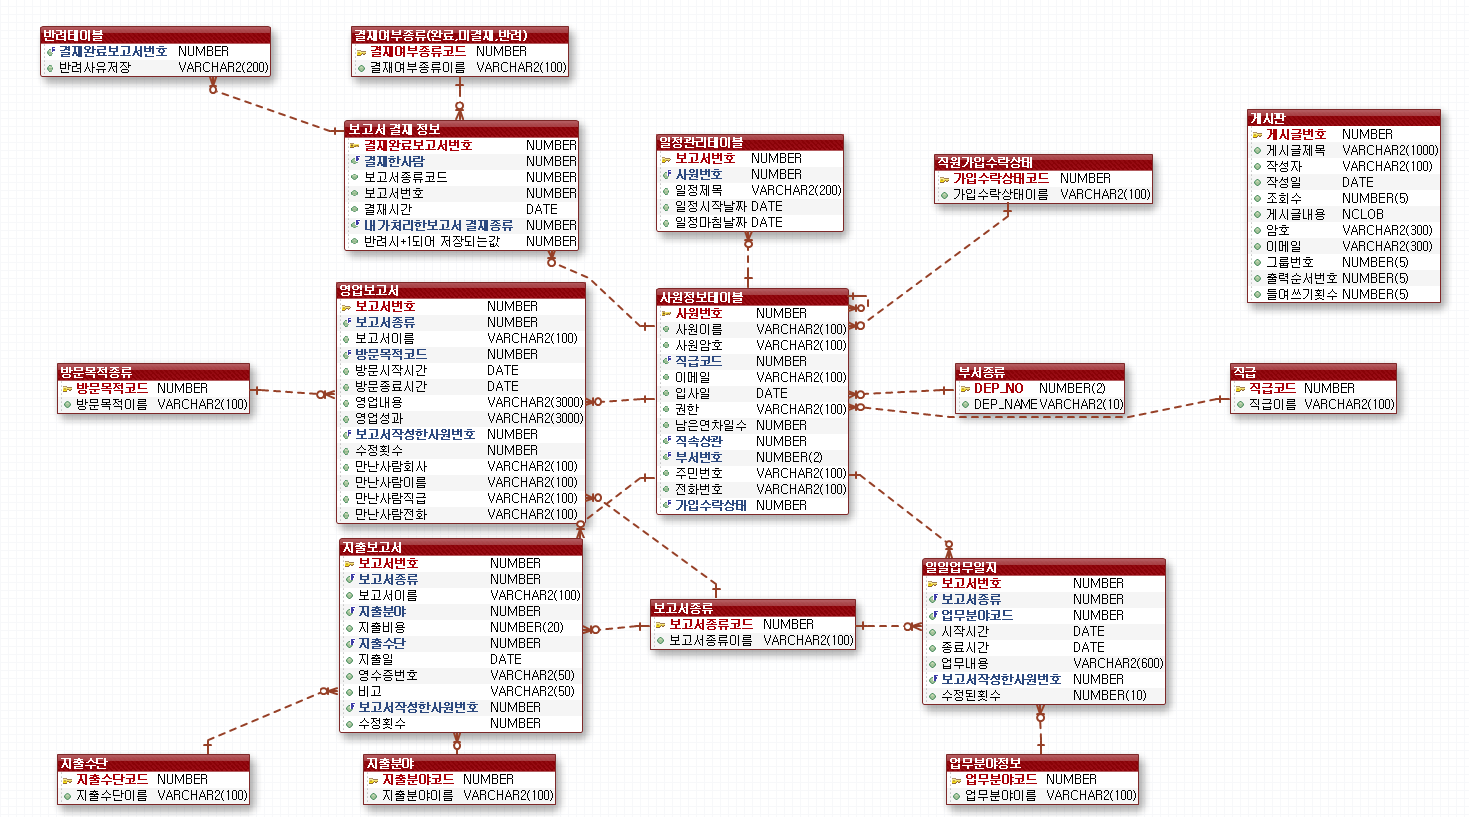 반려테이블
결재완료보고서번호 NUMBER
반려사유저장 VARCHAR2(200)
결재여부종류(완료,미결재,반려)
결재여부종류코드 NUMBER
결재여부종류이름 VARCHAR2(100)
보고서 결재 정보
결재완료보고서번호 NUMBER
결재한사람 NUMBER
보고서종류코드 NUMBER
보고서번호 NUMBER
결재시간 DATE
내가처리한보고서 결재종류 NUMBER
반려시+1되어 저장되는값 NUMBER
일정관리테이블
보고서번호 NUMBER
사원번호 NUMBER
일정제목 VARCHAR2(200)
일정시작날짜 DATE
일정마침날짜 DATE
직원가입수락상태
가입수락상태코드 NUMBER
가입수락상태이름 VARCHAR2(100)
게시판
게시글번호 NUMBER
게시글제목 VARCHAR2(1000)
작성자 VARCHAR2(100)
작성일 DATE
조회수 NUMBER(5)
게시글내용 NCLOB
암호 VARCHAR2(300)
이메일 VARCHAR2(300)
그룹번호 NUMBER(5)
출력순서번호 NUMBER(5)
들여쓰기횟수 NUMBER(5)
영업보고서
보고서번호 NUMBER
보고서종류 NUMBER
보고서이름 VARCHAR2(100)
방문목적코드 NUMBER
방문시작시간 DATE
방문종료시간 DATE
영업내용 VARCHAR2(3000)
영업성과 VARCHAR2(3000)
보고서작성한사원번호 NUMBER
수정횟수 NUMBER
만난사람회사 VARCHAR2(100)
만난사람이름 VARCHAR2(100)
만난사람직급 VARCHAR2(100)
만난사람전화 VARCHAR2(100)
사원정보테이블
사원번호 NUMBER
사원이름 VARCHAR2(100)
사원암호 VARCHAR2(100)
직급코드 NUMBER
이메일 VARCHAR2(100)
입사일 DATE
권한 VARCHAR2(100)
남은연차일수 NUMBER
직속상관 NUMBER
부서번호 NUMBER(2)
주민번호 VARCHAR2(100)
전화번호 VARCHAR2(100)
가입수락상태 NUMBER
방문목적종류
방문목적코드 NUMBER
방문목적이름 VARCHAR2(100)
부서종류
DEP_NO NUMBER(2)
DEP_NAME VARCHAR2(10)
직급
직급코드 NUMBER
직급이름 VARCHAR2(100)
지출보고서
보고서번호 NUMBER
보고서종류 NUMBER
보고서이름 VARCHAR2(100)
지출분야 NUMBER
지출비용 NUMBER(20)
지출수단 NUMBER
지출일 DATE
영수증번호 VARCHAR2(50)
비고 VARCHAR2(50)
보고서작성한사원번호 NUMBER
수정횟수 NUMBER
보고서종류
보고서종류코드 NUMBER
보고서종류이름 VARCHAR2(100)
일일업무일지
보고서번호 NUMBER
보고서종류 NUMBER
업무분야코드 NUMBER
시작시간 DATE
종료시간 DATE
업무내용 VARCHAR2(600)
보고서작성한사원번호 NUMBER
수정된횟수 NUMBER(10)
지출수단
지출수단코드 NUMBER
지출수단이름 VARCHAR2(100)
지출분야
지출분야코드 NUMBER
지출분야이름 VARCHAR2(100)
업무분야정보
업무분야코드 NUMBER
업무분야이름 VARCHAR2(100)